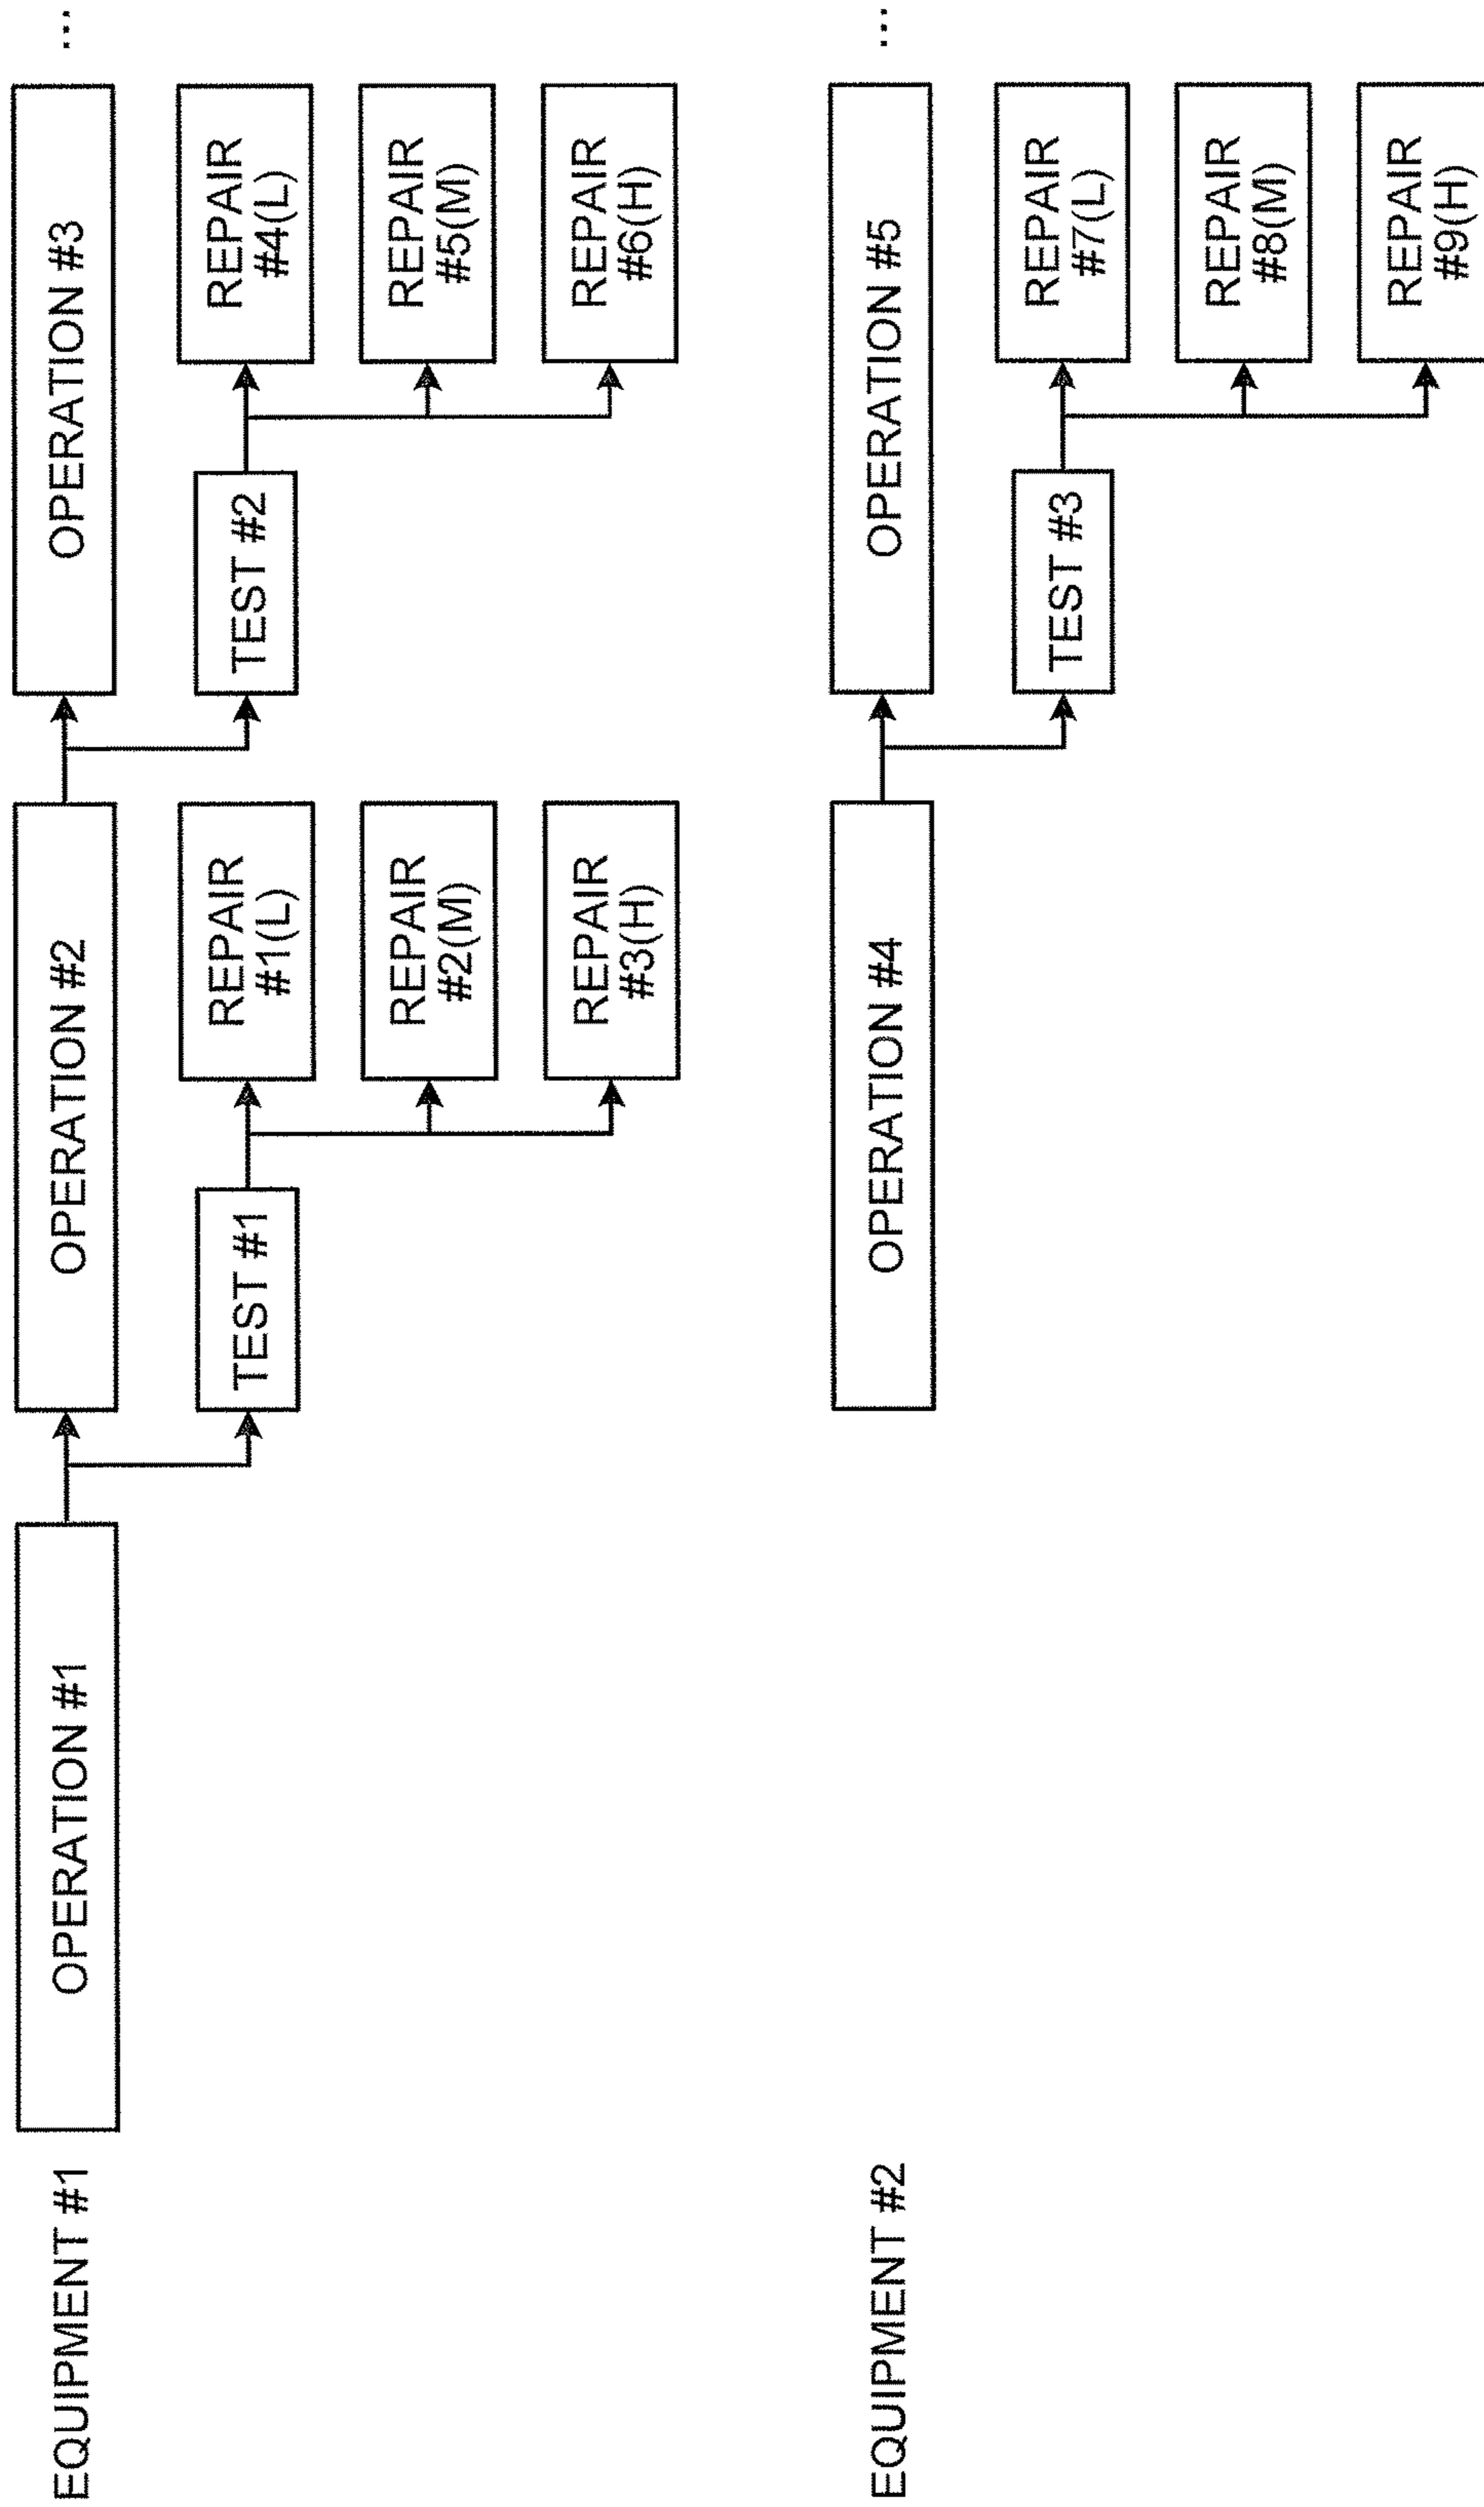 EQUIPMENT #1
OPERATION #1
OPERATION #2
OPERATION #3
...
TEST #1
REPAIR
#1(L)
REPAIR
#2(M)
REPAIR
#3(H)
TEST #2
REPAIR
#4(L)
REPAIR
#5(M)
REPAIR
#6(H)
EQUIPMENT #2
OPERATION #4
OPERATION #5
...
TEST #3
REPAIR
#7(L)
REPAIR
#8(M)
REPAIR
#9(H)